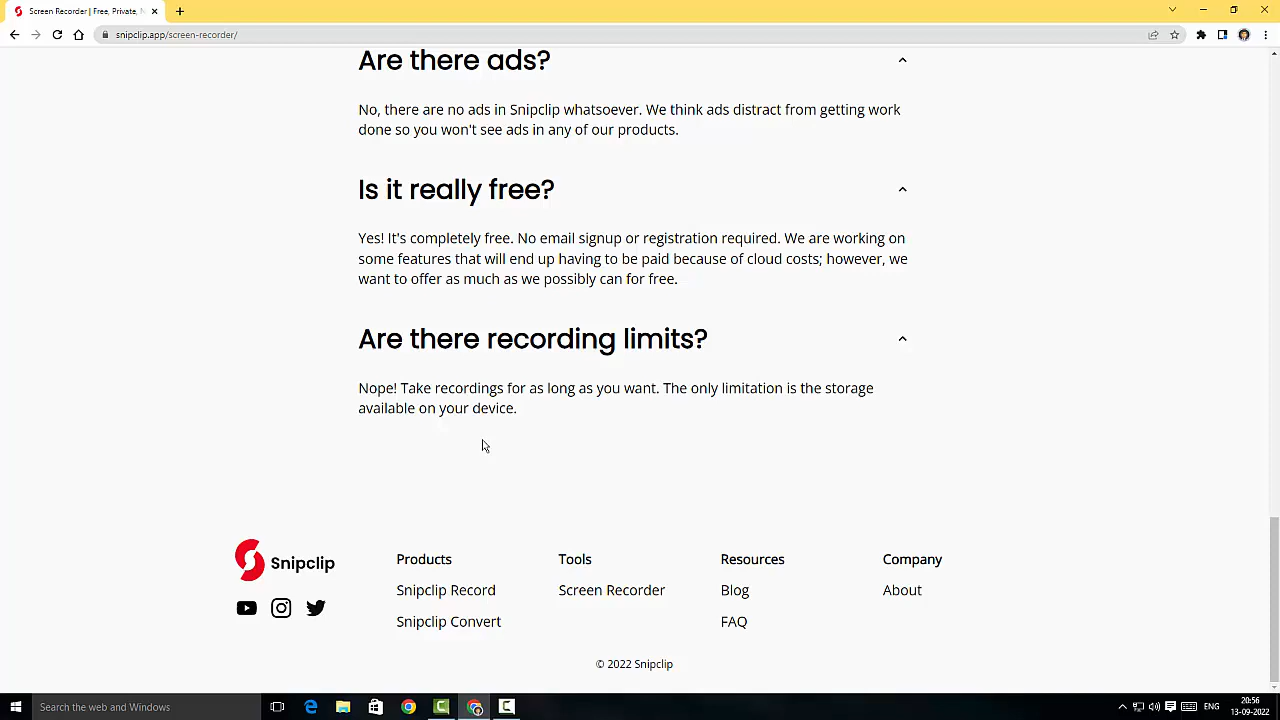 Screen Recorder | Free, Private, N
snipclip.app/screen-recorder/
Are there ads?
No, there are no ads in Snipclip whatsoever. We think ads distract from getting work
done so you won't see ads in any of our products.
Is it really free?
Yes! It's completely free. No email signup or registration required. We are working on
some features that will end up having to be paid because of cloud costs; however, we
want to offer as much as we possibly can for free.
Are there recording limits?
Nope! Take recordings for as long as you want. The only limitation is the storage
available on your device.
Snipclip
Products
Snipclip Record
Snipclip Convert
Tools
Screen Recorder
Resources
Blog
FAQ
Company
About
© 2022 Snipclip
Search the web and Windows
ENG
20:56
13-09-2022